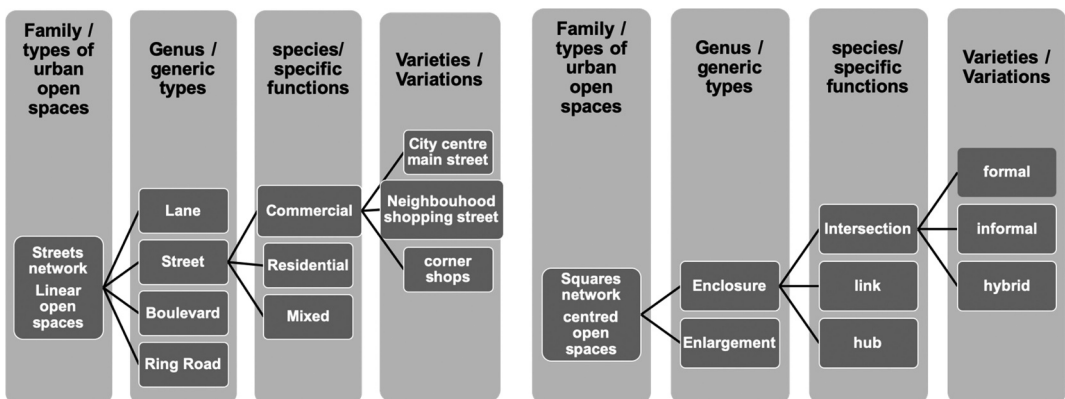 Family /
types of
urban
open
spaces
Genus /
generic
types
species/
specific
functions
Varieties /
Variations
Streets
network
Linear
open
spaces
Lane
Street
Boulevard
Ring Road
Commercial
Residential
Mixed
City centre
main street
Neighbouhood
shopping street
corner
shops
Family /
types of
urban
open
spaces
Genus /
generic
types
species/
specific
functions
Varieties /
Variations
Squares
network
centred
open
spaces
Enclosure
Enlargement
Intersection
link
hub
formal
informal
hybrid